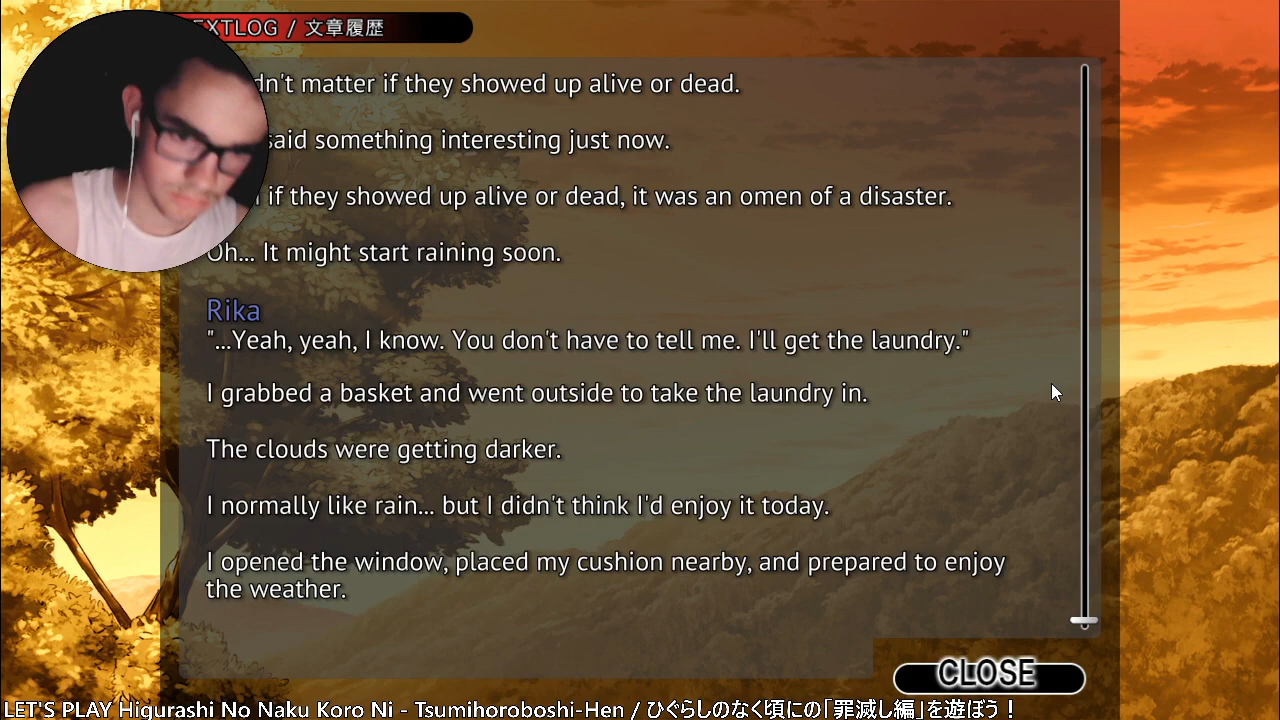 EXTLOG / 文章履歴
dn't matter if they showed up alive or dead.
said something interesting just now.
if they showed up alive or dead, it was an omen of a disaster.
Oh... It might start raining soon.
Rika
"...Yeah, yeah, I know. You don't have to tell me. I'll get the laundry."
I grabbed a basket and went outside to take the laundry in.
The clouds were getting darker.
I normally like rain... but I didn't think I'd enjoy it today.
I opened the window, placed my cushion nearby, and prepared to enjoy
the weather.
CLOSE
LET'S PLAY Higurashi No Naku Koro Ni - Tsumihoroboshi-Hen / ひぐらしのなく頃にの「罪滅し編」を遊ぼう！